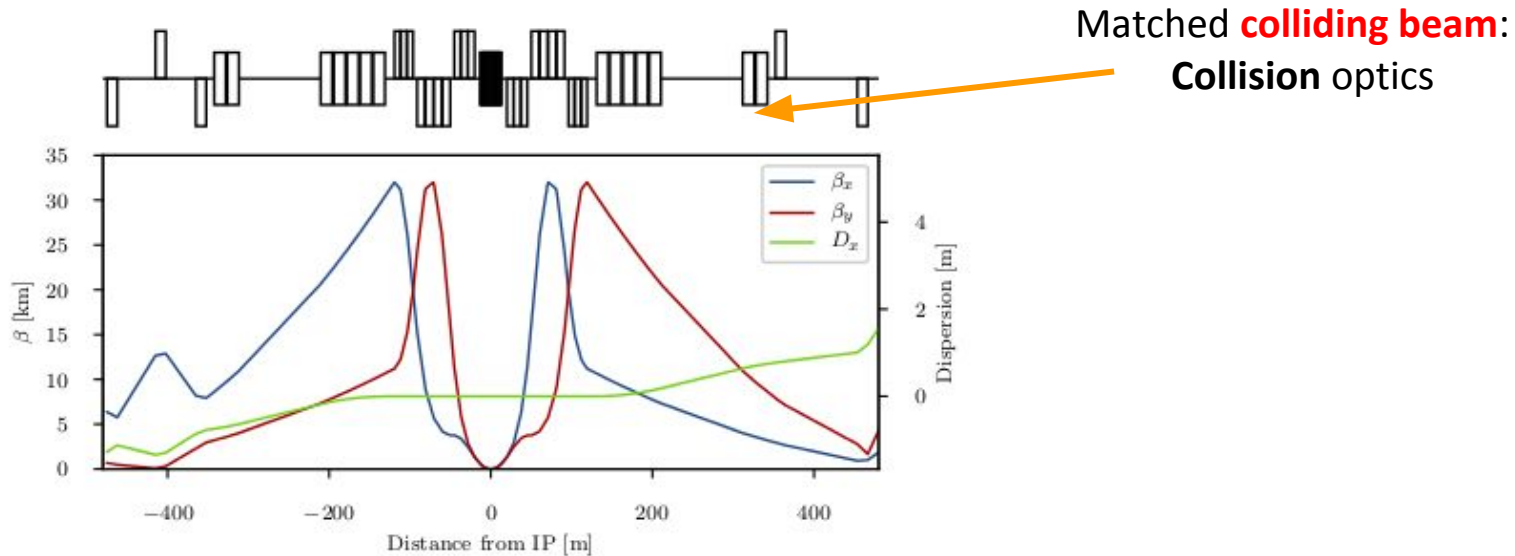 Matched colliding beam:
Collision optics
35
30
25
20
15
10
5
0
β [km]
βx
βy
Dx
4
2
0
Dispersion [m]
−400
−200
0
200
400
Distance from IP [m]